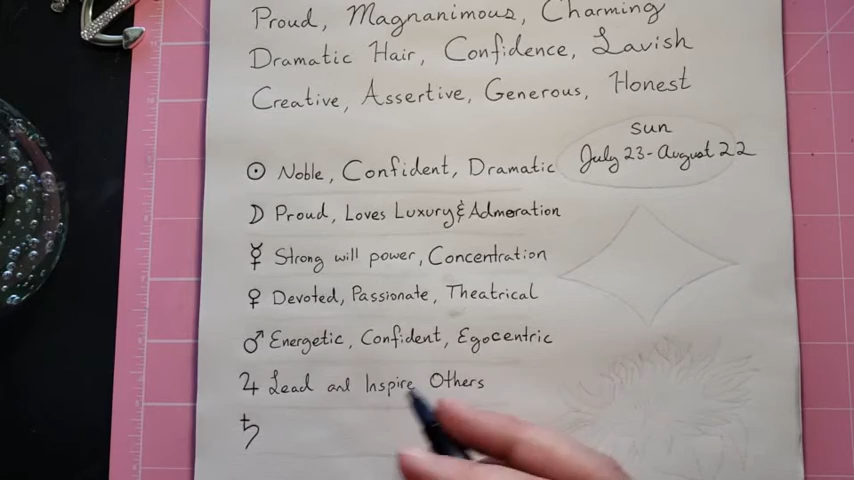 Proud, Magnanimous, Charming
Dramatic Hair, Confidence, Lavish
Creative, Assertive, Generous, Honest
sun
July 23-August 22
☉ Noble, Confident, Dramatic
☽ Proud, Loves Luxury & Admoration
☿ Strong will power, Concentration
♀ Devoted, Passionate, Theatrical
♂ Energetic, Confident, Egocentric
♃ Lead and Inspire Others
♄